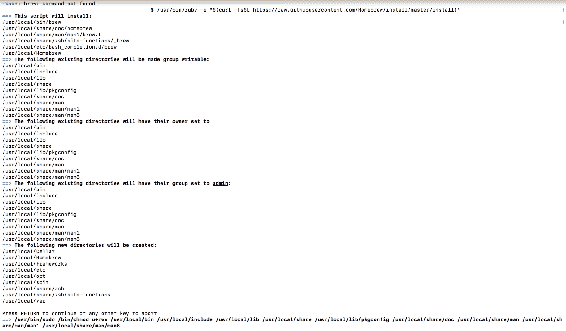 $ /usr/bin/ruby -e "$(curl -fsSL https://raw.githubusercontent.com/Homebrew/install/master/install)"
==> This script will install:
/usr/local/bin/brew
/usr/local/share/doc/homebrew
/usr/local/share/man/man1/brew.1
/usr/local/share/zsh/site-functions/_brew
/usr/local/etc/bash_completion.d/brew
/usr/local/Homebrew
==> The following existing directories will be made group writable:
/usr/local/bin
/usr/local/include
/usr/local/lib
/usr/local/share
/usr/local/lib/pkgconfig
/usr/local/share/doc
/usr/local/share/man
/usr/local/share/man/man1
/usr/local/share/man/man3
==> The following existing directories will have their owner set to
/usr/local/bin
/usr/local/include
/usr/local/lib
/usr/local/share
/usr/local/lib/pkgconfig
/usr/local/share/doc
/usr/local/share/man
/usr/local/share/man/man1
/usr/local/share/man/man3
==> The following existing directories will have their group set to admin:
/usr/local/bin
/usr/local/include
/usr/local/lib
/usr/local/share
/usr/local/lib/pkgconfig
/usr/local/share/doc
/usr/local/share/man
/usr/local/share/man/man1
/usr/local/share/man/man3
==> The following new directories will be created:
/usr/local/Cellar
/usr/local/Homebrew
/usr/local/Frameworks
/usr/local/etc
/usr/local/opt
/usr/local/sbin
/usr/local/share/zsh
/usr/local/share/zsh/site-functions
/usr/local/var
Press RETURN to continue or any other key to abort
==> /usr/bin/sudo /bin/chmod u+rwx /usr/local/bin /usr/local/include /usr/local/lib /usr/local/share /usr/local/lib/pkgconfig /usr/local/share/doc /usr/local/share/man /usr/local/sh
are/man/man1 /usr/local/share/man/man3